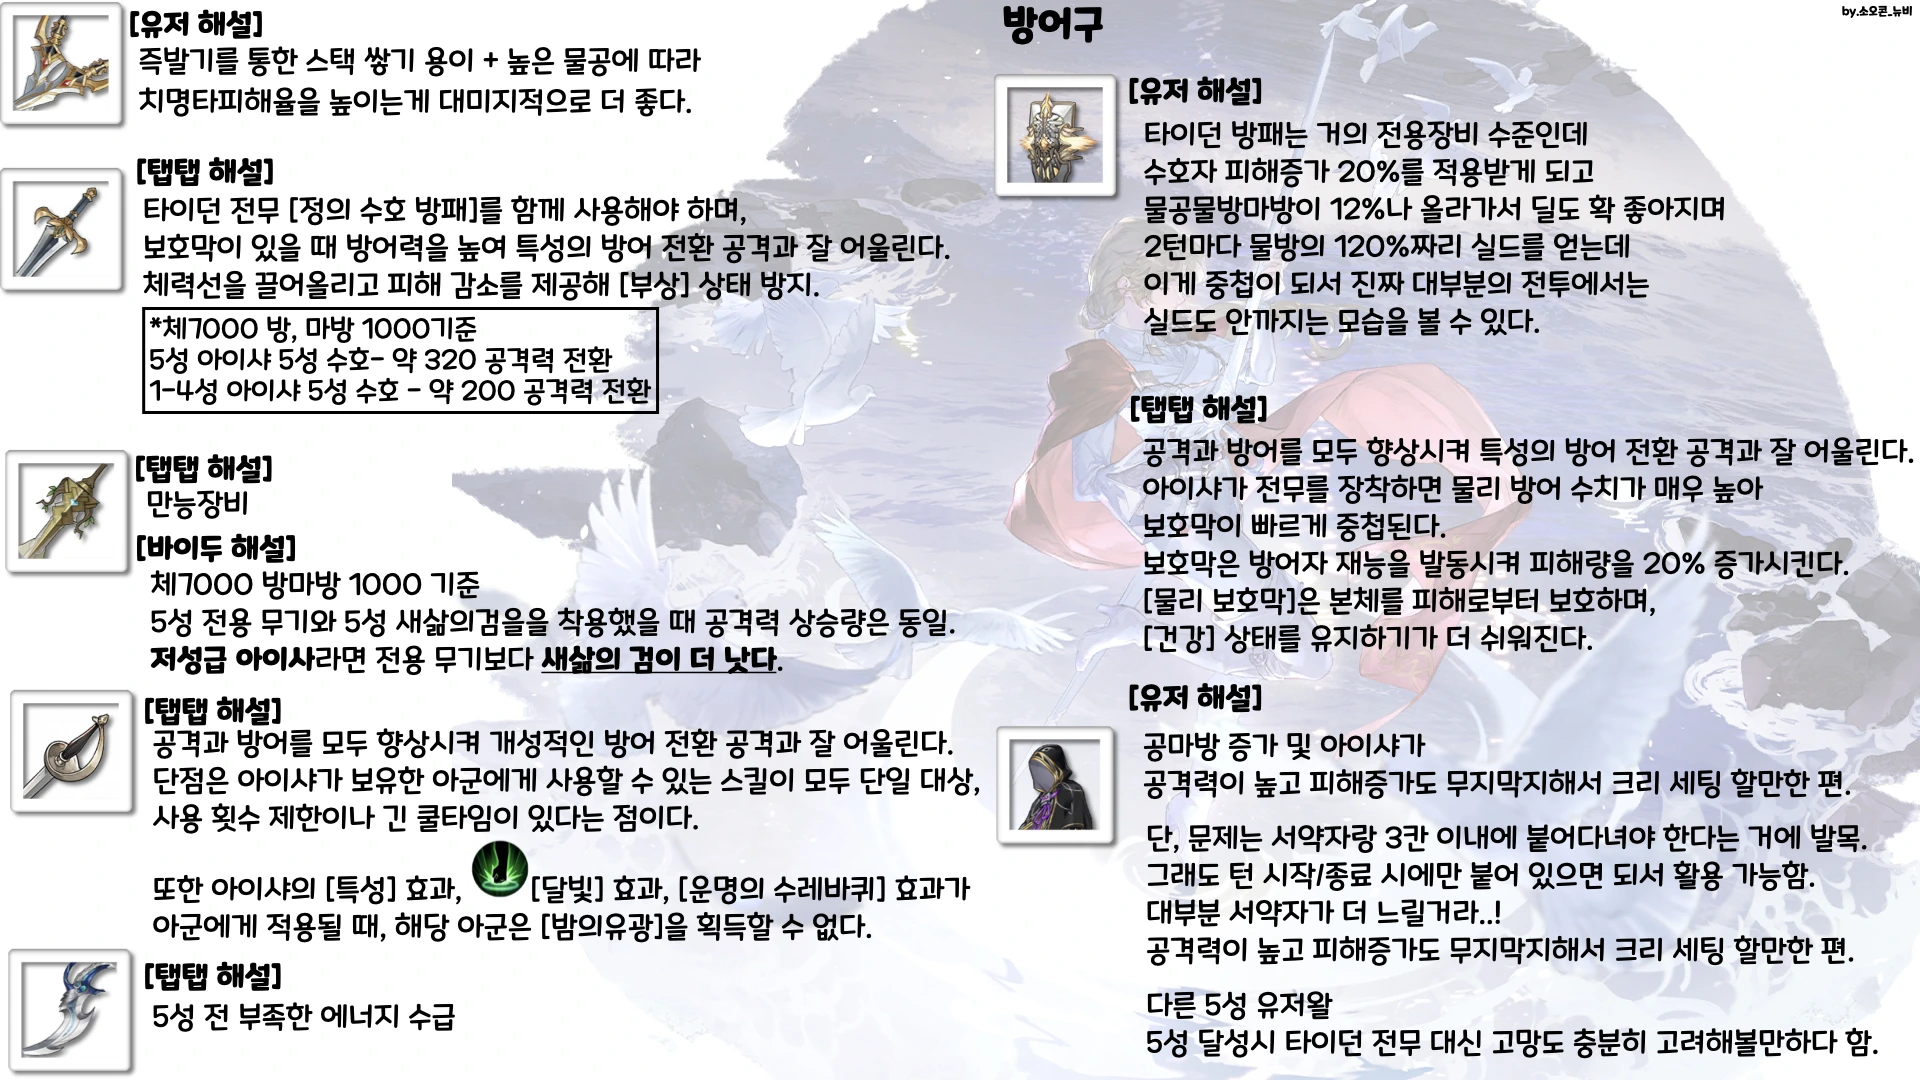 [유저 해설]
즉발기를 통한 스택 쌓기 용이 + 높은 물공에 따라
치명타피해율을 높이는게 대미지적으로 더 좋다.
[탭탭 해설]
타이던 전무 [정의 수호 방패]를 함께 사용해야 하며,
보호막이 있을 때 방어력을 높여 특성의 방어 전환 공격과 잘 어울린다.
체력선을 끌어올리고 피해 감소를 제공해 [부상] 상태 방지.
*체7000 방, 마방 1000기준
5성 아이샤 5성 수호- 약 320 공격력 전환
1-4성 아이샤 5성 수호 - 약 200 공격력 전환
[탭탭 해설]
만능장비
[바이두 해설]
체7000 방마방 1000 기준
5성 전용 무기와 5성 새삶의검을을 착용했을 때 공격력 상승량은 동일.
저성급 아이사라면 전용 무기보다 새삶의 검이 더 낫다.
[탭탭 해설]
공격과 방어를 모두 향상시켜 개성적인 방어 전환 공격과 잘 어울린다.
단점은 아이샤가 보유한 아군에게 사용할 수 있는 스킬이 모두 단일 대상,
사용 횟수 제한이나 긴 쿨타임이 있다는 점이다.
또한 아이샤의 [특성] 효과, [달빛] 효과, [운명의 수레바퀴] 효과가
아군에게 적용될 때, 해당 아군은 [밤의유광]을 획득할 수 없다.
[탭탭 해설]
5성 전 부족한 에너지 수급
방어구
by.소오콘_뉴비
[유저 해설]
타이던 방패는 거의 전용장비 수준인데
수호자 피해증가 20%를 적용받게 되고
물공물방마방이 12%나 올라가서 딜도 확 좋아지며
2턴마다 물방의 120%짜리 실드를 얻는데
이게 중첩이 되서 진짜 대부분의 전투에서는
실드도 안까지는 모습을 볼 수 있다.
[탭탭 해설]
공격과 방어를 모두 향상시켜 특성의 방어 전환 공격과 잘 어울린다.
아이샤가 전무를 장착하면 물리 방어 수치가 매우 높아
보호막이 빠르게 중첩된다.
보호막은 방어자 재능을 발동시켜 피해량을 20% 증가시킨다.
[물리 보호막]은 본체를 피해로부터 보호하며,
[건강] 상태를 유지하기가 더 쉬워진다.
[유저 해설]
공마방 증가 및 아이샤가
공격력이 높고 피해증가도 무지막지해서 크리 세팅 할만한 편.
단, 문제는 서약자랑 3칸 이내에 붙어다녀야 한다는 거에 발목.
그래도 턴 시작/종료 시에만 붙어 있으면 되서 활용 가능함.
대부분 서약자가 더 느릴거라..!
공격력이 높고 피해증가도 무지막지해서 크리 세팅 할만한 편.
다른 5성 유저왈
5성 달성시 타이던 전무 대신 고망도 충분히 고려해볼만하다 함.